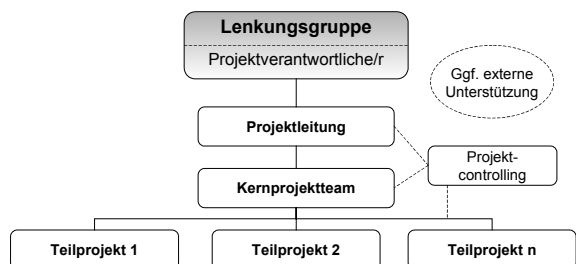 Lenkungsgruppe
Projektverantwortliche/r
Ggf. externe
Unterstützung
Projektleitung
Projekt-
controlling
Kernprojektteam
Teilprojekt 1
Teilprojekt 2
Teilprojekt n